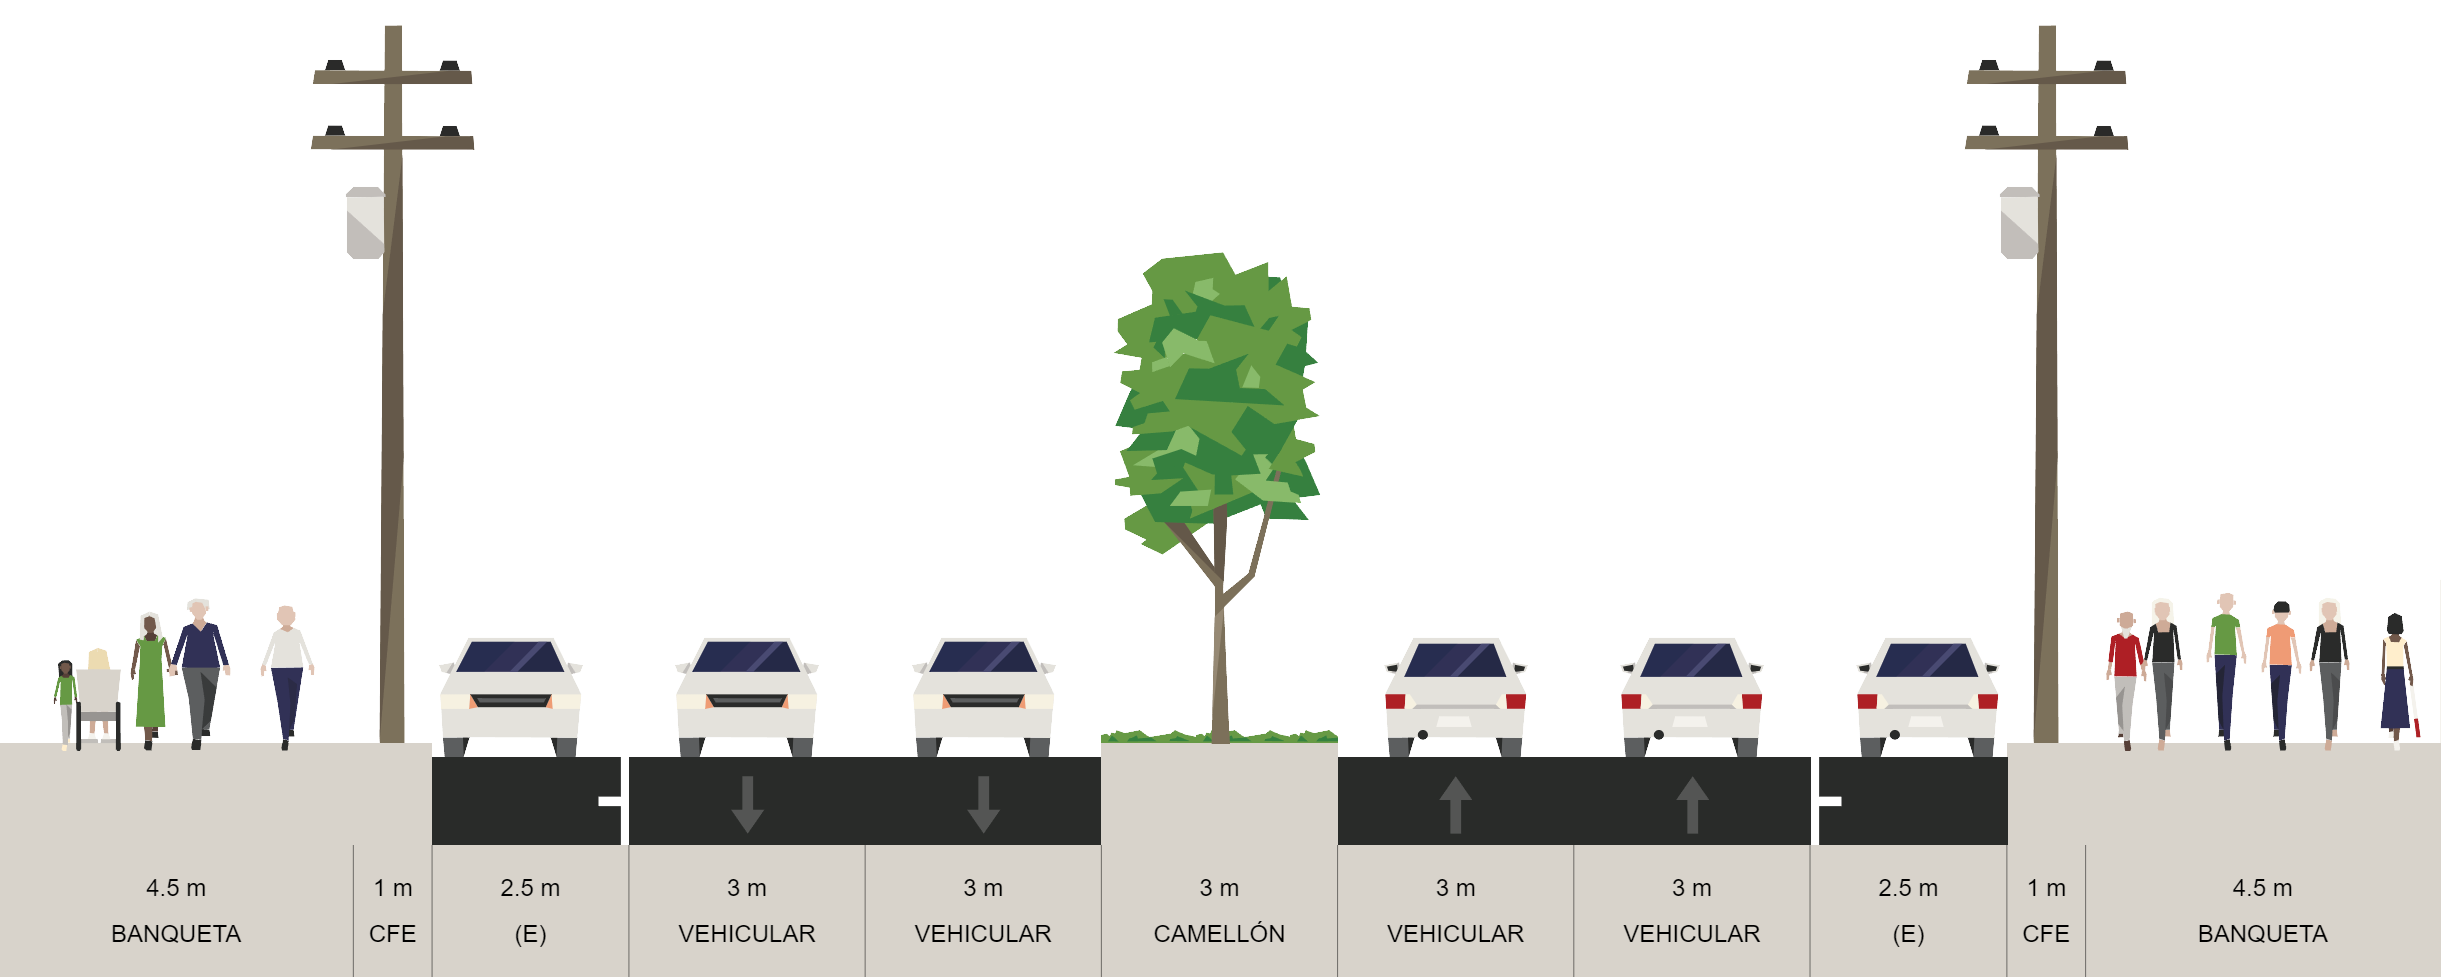 4.5 m
BANQUETA
1 m
CFE
2.5 m
(E)
3 m
VEHICULAR
3 m
VEHICULAR
3 m
CAMELLÓN
3 m
VEHICULAR
3 m
VEHICULAR
2.5 m
(E)
1 m
CFE
4.5 m
BANQUETA